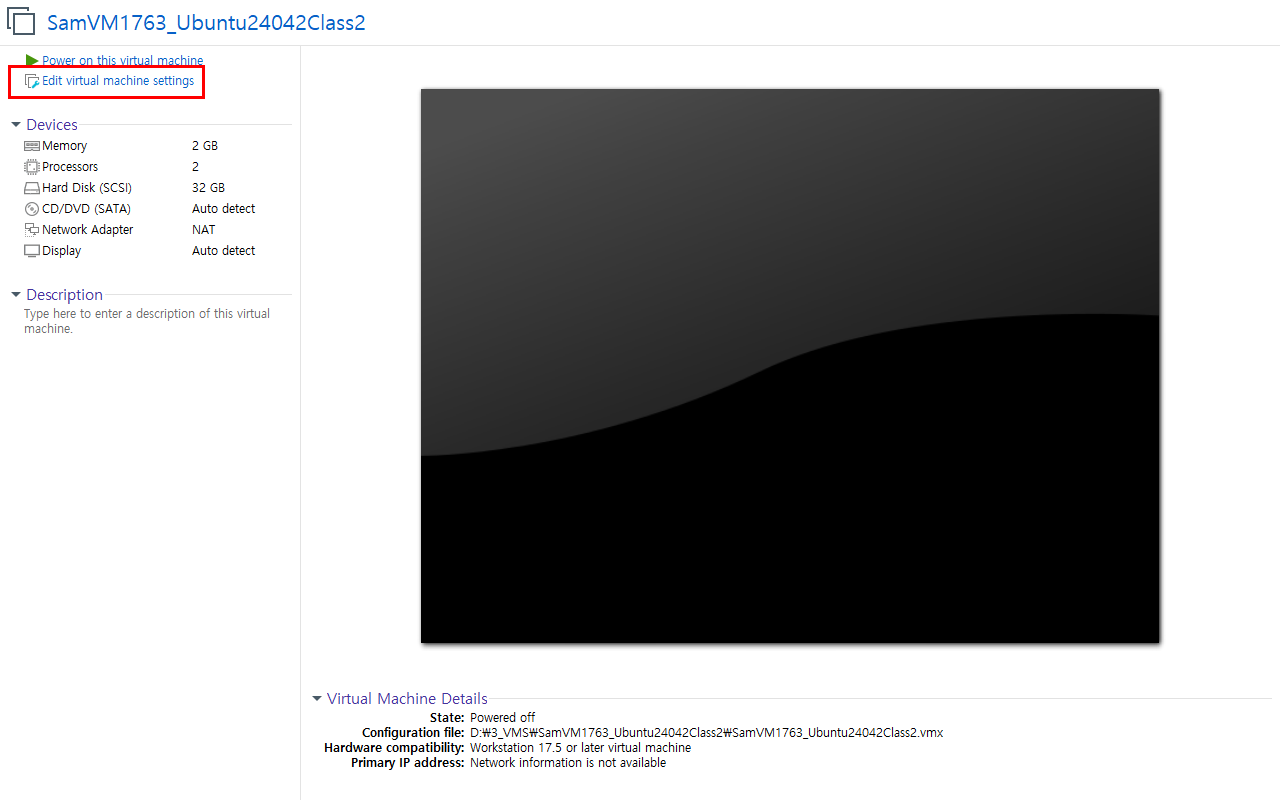 SamVM1763_Ubuntu24042Class2
Power on this virtual machine
Edit virtual machine settings
Devices
Memory 2 GB
Processors 2
Hard Disk (SCSI) 32 GB
CD/DVD (SATA) Auto detect
Network Adapter NAT
Display Auto detect
Description
Type here to enter a description of this virtual
machine.
Virtual Machine Details
State: Powered off
Configuration file: D:₩3_VMS₩SamVM1763_Ubuntu24042Class2₩SamVM1763_Ubuntu24042Class2.vmx
Hardware compatibility: Workstation 17.5 or later virtual machine
Primary IP address: Network information is not available